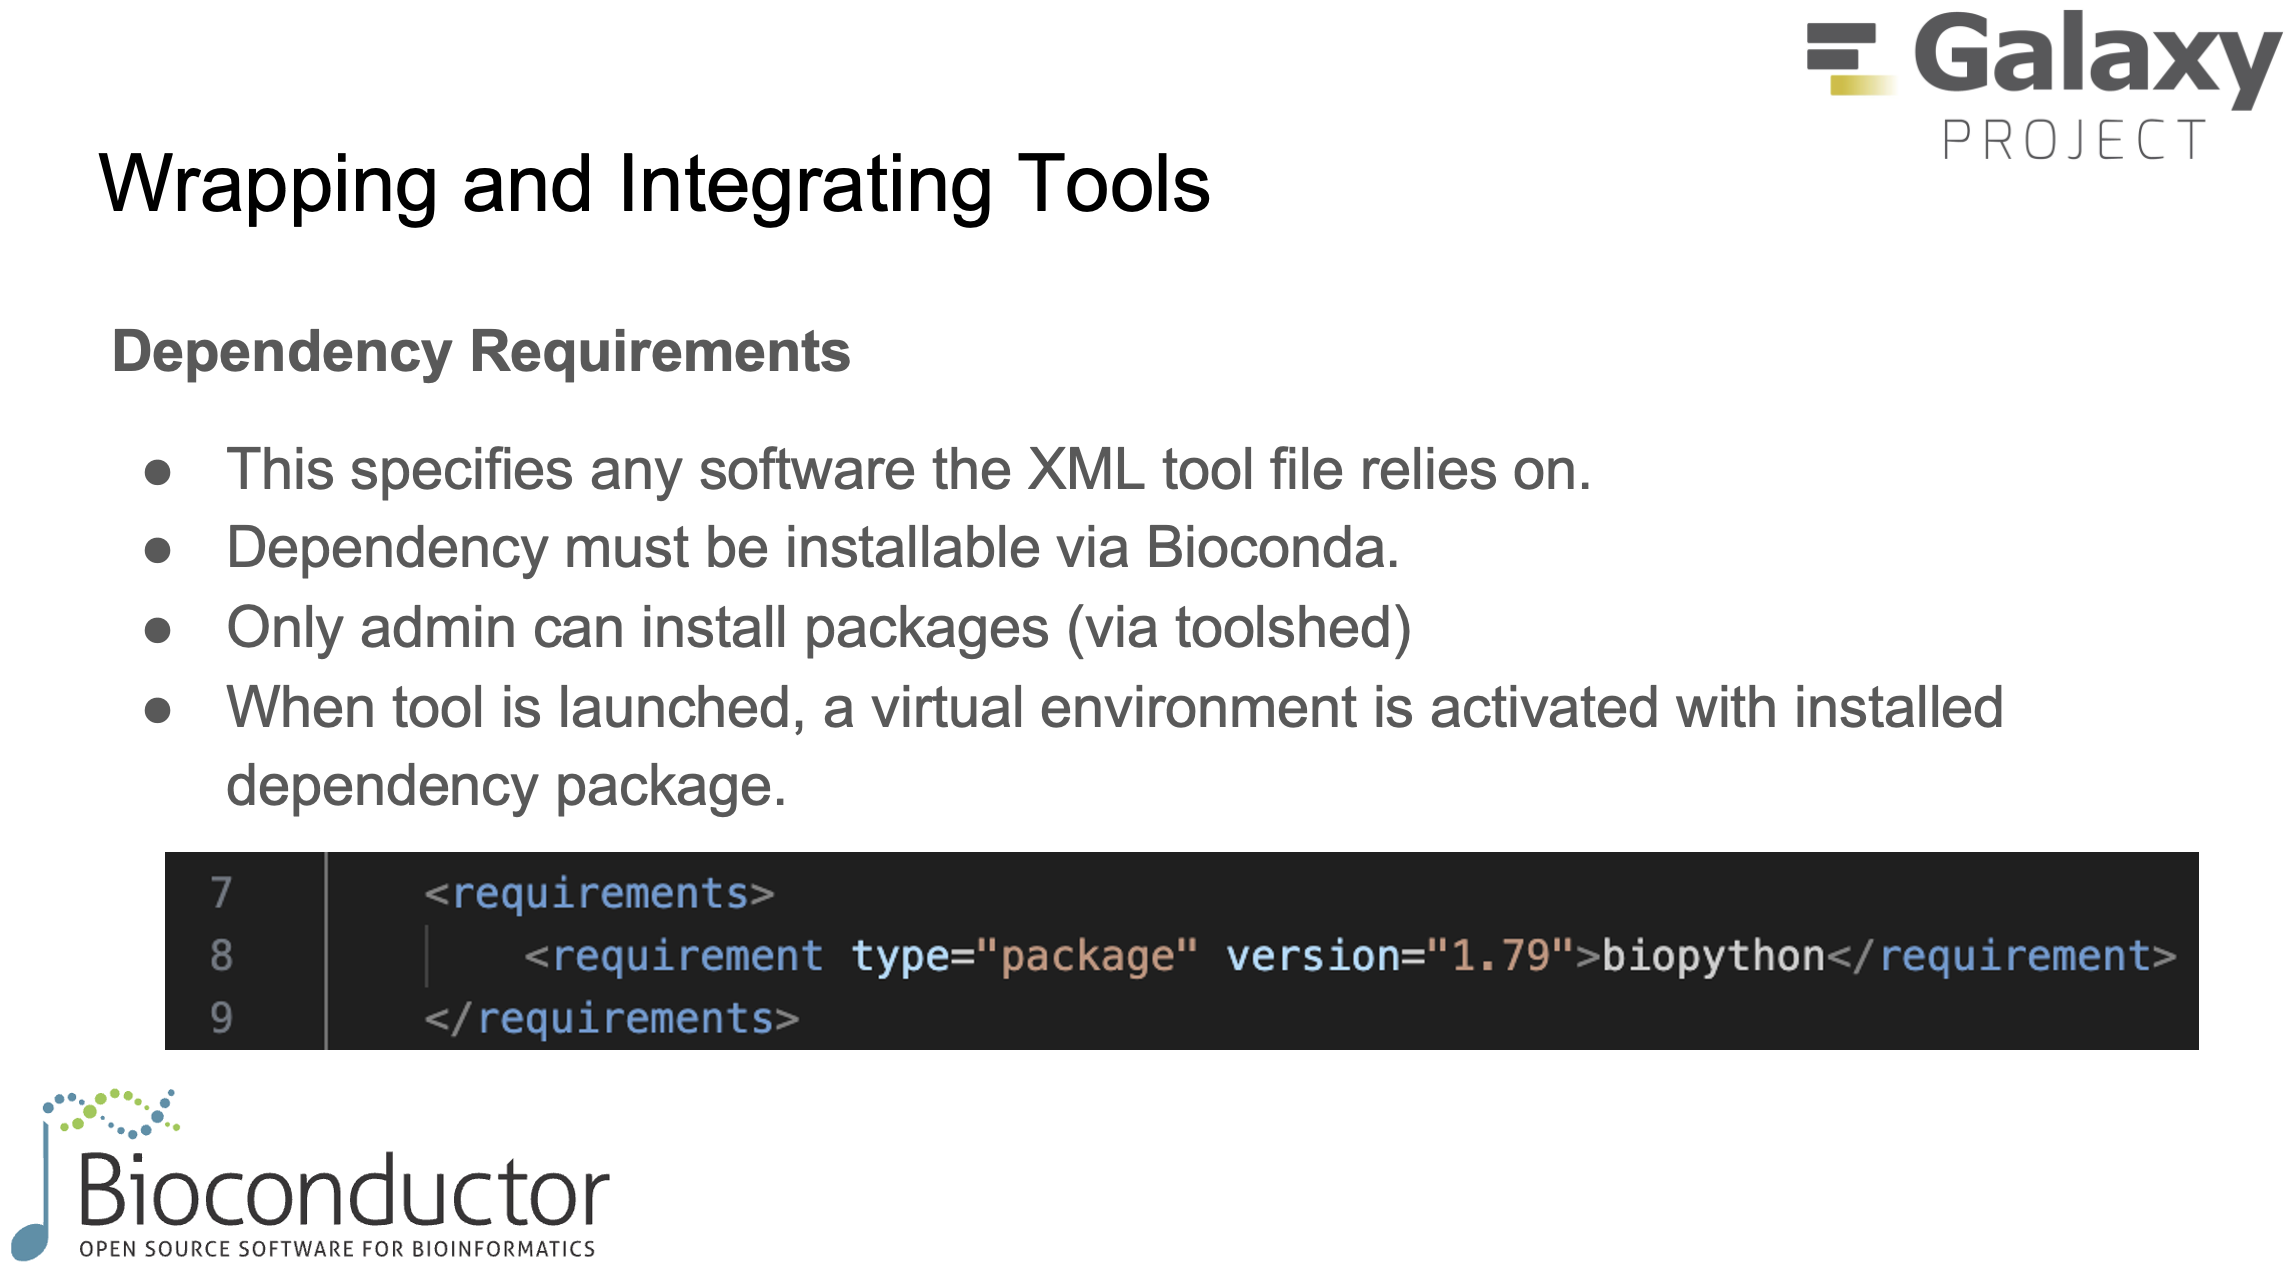 Galaxy
PROJECT
Wrapping and Integrating Tools
Dependency Requirements
● This specifies any software the XML tool file relies on.
● Dependency must be installable via Bioconda.
● Only admin can install packages (via toolshed)
● When tool is launched, a virtual environment is activated with installed
dependency package.
7 <requirements>
8 <requirement type="package" version="1.79">biopython</requirement>
9 </requirements>
Bioconductor
OPEN SOURCE SOFTWARE FOR BIOINFORMATICS